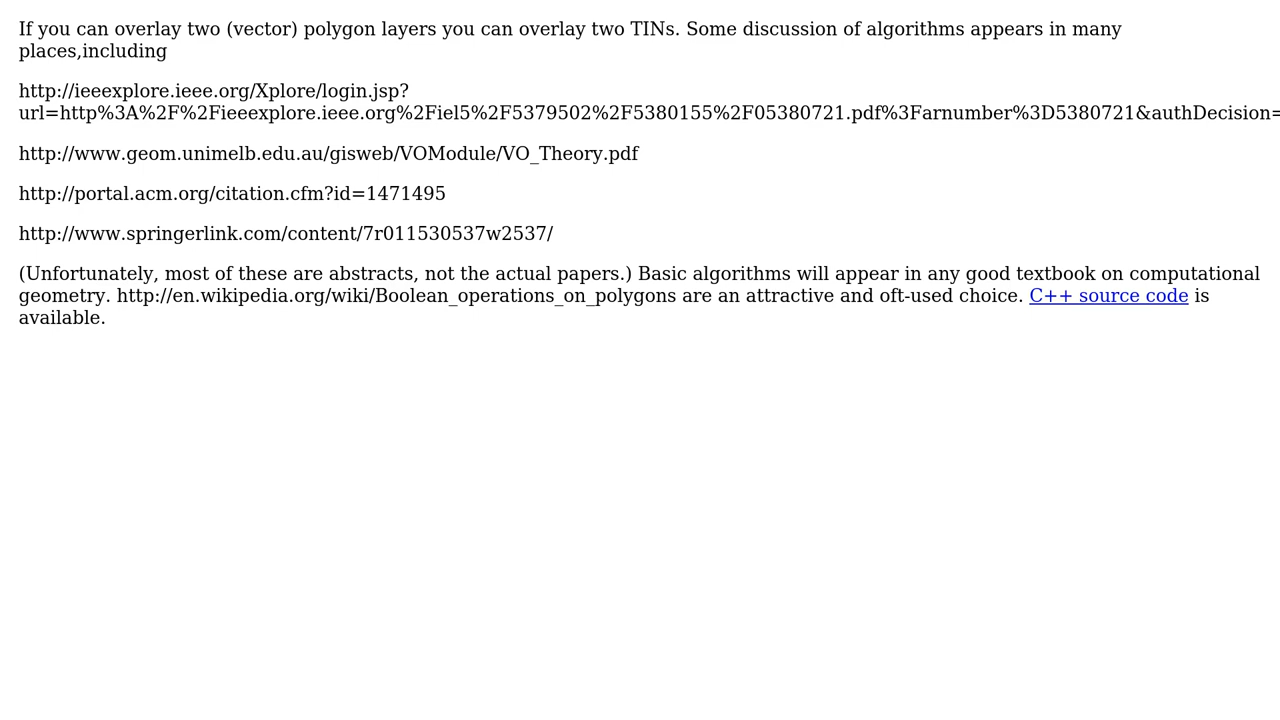 If you can overlay two (vector) polygon layers you can overlay two TINs. Some discussion of algorithms appears in many
places,including
http://ieeexplore.ieee.org/Xplore/login.jsp?
url=http%3A%2F%2Fieeexplore.ieee.org%2Fiel5%2F5379502%2F5380155%2F05380721.pdf%3Farnumber%3D5380721&authDecision=
http://www.geom.unimelb.edu.au/gisweb/VOModule/VO_Theory.pdf
http://portal.acm.org/citation.cfm?id=1471495
http://www.springerlink.com/content/7r011530537w2537/
(Unfortunately, most of these are abstracts, not the actual papers.) Basic algorithms will appear in any good textbook on computational
geometry. http://en.wikipedia.org/wiki/Boolean_operations_on_polygons are an attractive and oft-used choice. C++ source code is
available.